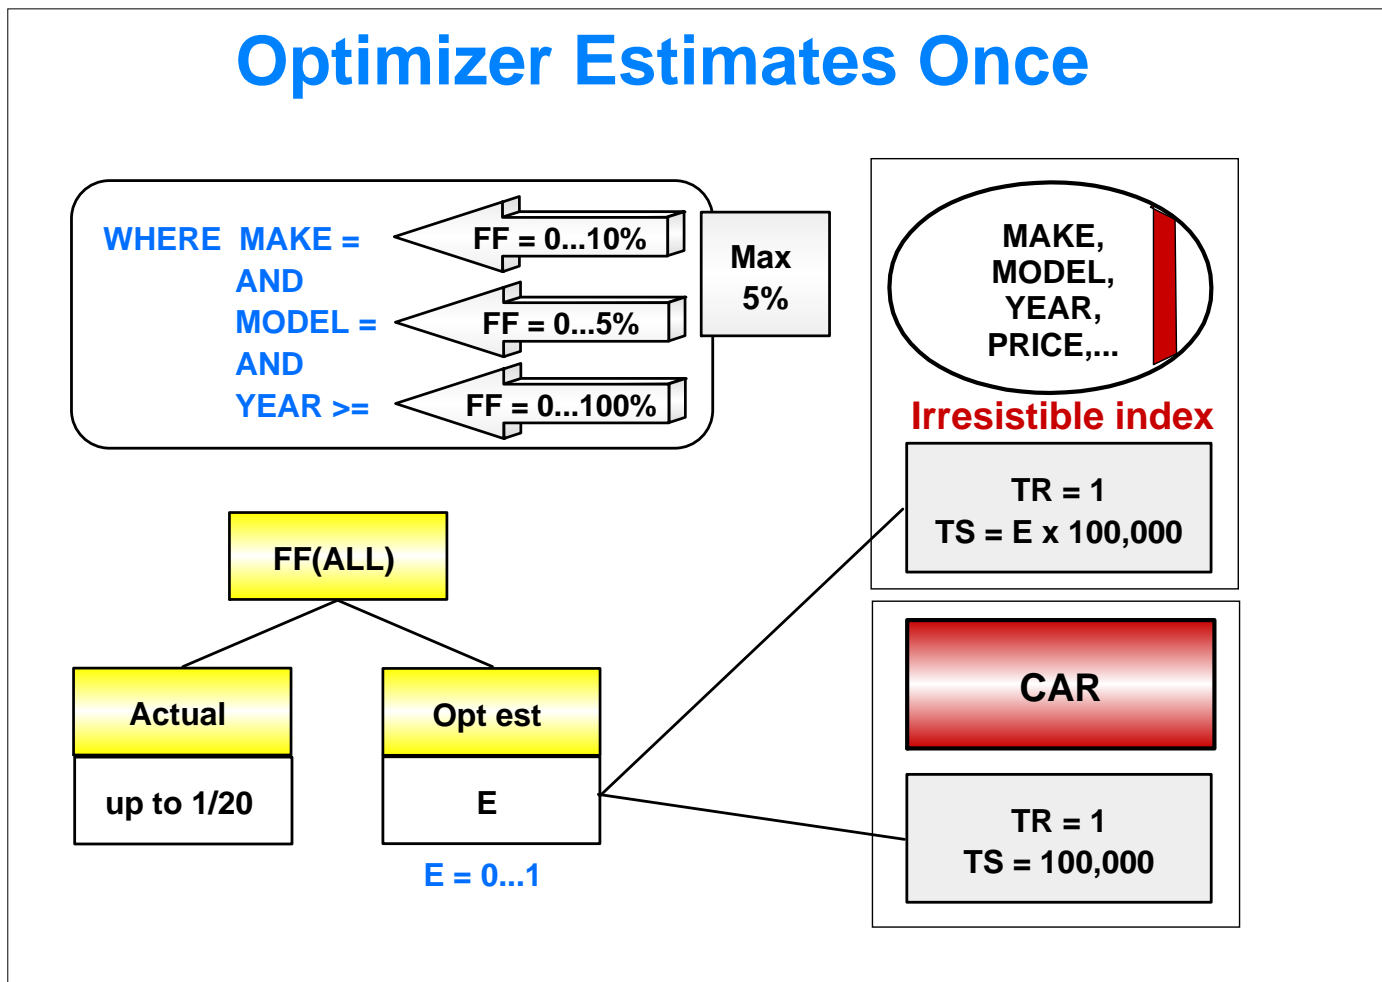 Optimizer Estimates Once
WHERE MAKE =
FF = 0...10%
AND
MODEL =
FF = 0...5%
AND
YEAR >=
FF = 0...100%
Max
5%
MAKE,
MODEL,
YEAR,
PRICE,...
Irresistible index
TR = 1
TS = E x 100,000
FF(ALL)
Actual
up to 1/20
Opt est
E
E = 0...1
CAR
TR = 1
TS = 100,000